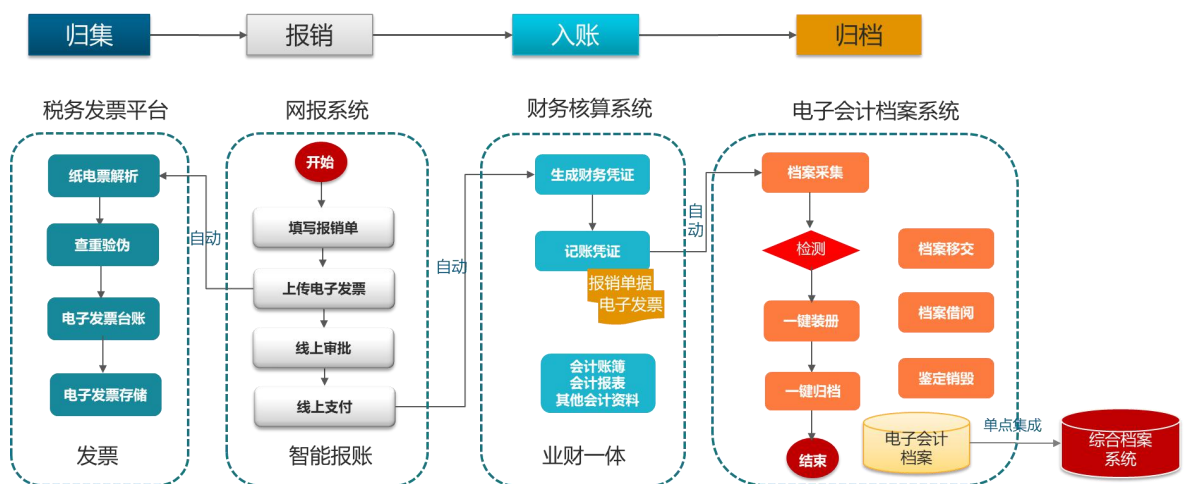 归集
报销
入账
归档
税务发票平台
网报系统
财务核算系统
电子会计档案系统
纸电票解析
查重验伪
电子发票台账
电子发票存储
发票
自动
开始
填写报销单
上传电子发票
线上审批
线上支付
智能报账
自动
生成财务凭证
记账凭证
报销单据
电子发票
会计账簿
会计报表
其他会计资料
业财一体
自动
档案采集
检测
一键装册
一键归档
结束
档案移交
档案借阅
鉴定销毁
电子会计
档案
单点集成
综合档案
系统